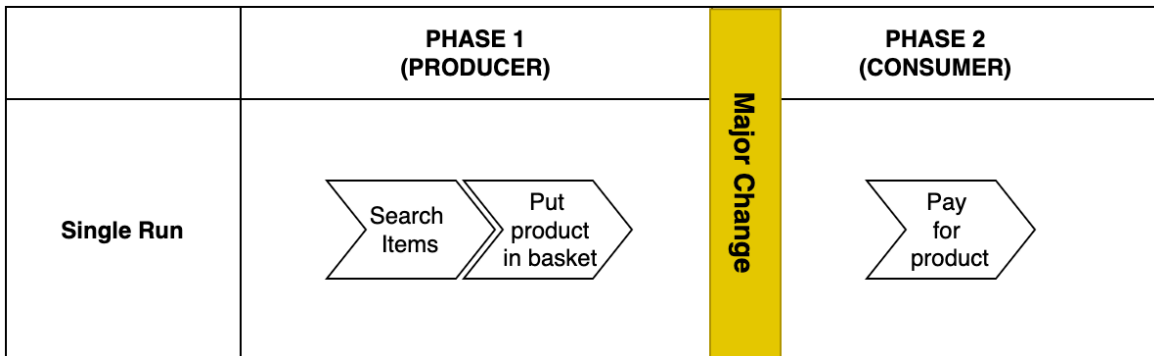 PHASE 1
(PRODUCER)
Major Change
PHASE 2
(CONSUMER)
Single Run
Search
Items
Put
product
in basket
Pay
for
product